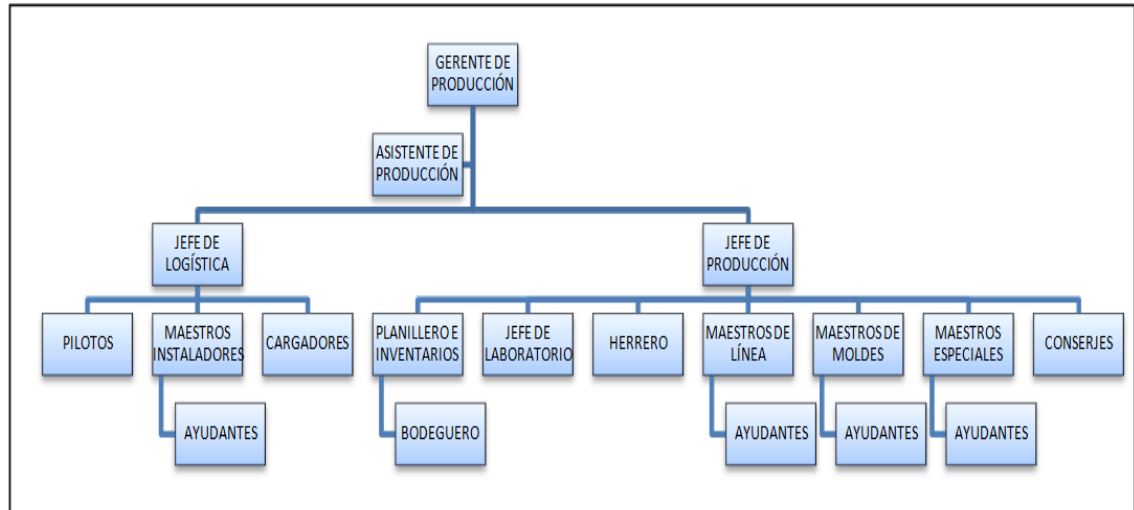 GERENTE DE
PRODUCCIÓN
ASISTENTE DE
PRODUCCIÓN
JEFE DE
LOGÍSTICA
JEFE DE
PRODUCCIÓN
PILOTOS
MAESTROS
INSTALADORES
CARGADORES
PLANILLERO E
INVENTARIOS
JEFE DE
LABORATORIO
HERRERO
MAESTROS DE
LÍNEA
MAESTROS DE
MOLDES
MAESTROS
ESPECIALES
CONSERJES
AYUDANTES
BODEGUERO
AYUDANTES
AYUDANTES
AYUDANTES